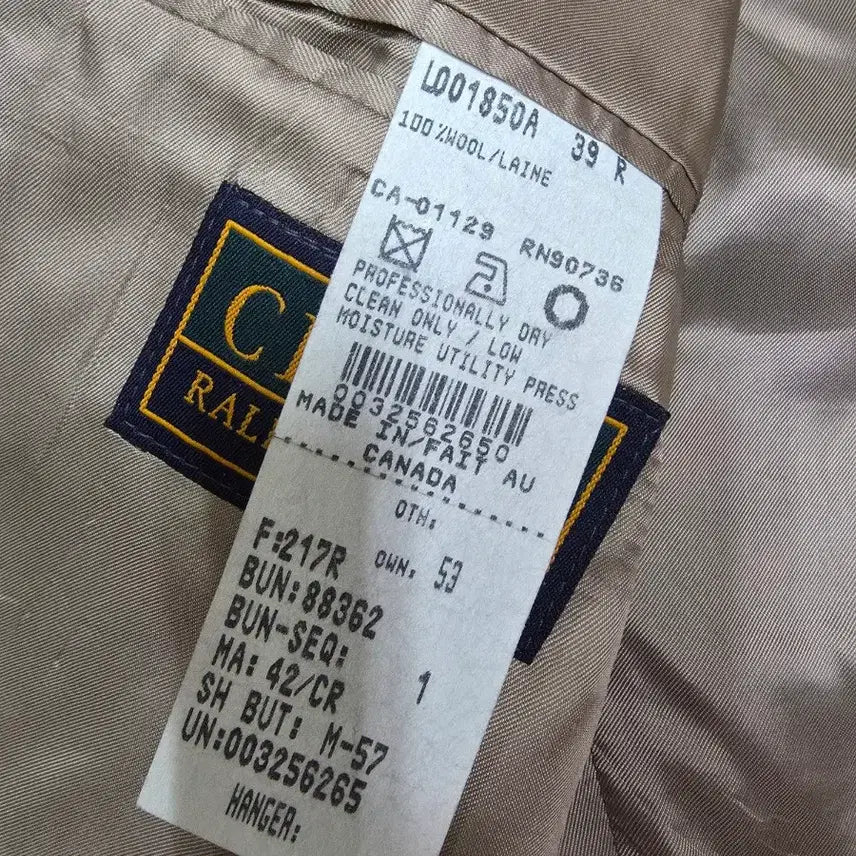 LD01850A 39 R
100%WOOL/LAINE
CA-01129 RN90736
PROFESSIONALLY DRY
CLEAN ONLY / LOW
MOISTURE UTILITY PRESS
0032562650
MADE IN/FAIT AU
CANADA
OTH:
F:217R OWN: 53
BUN:88362
BUN-SEQ: 1
MA: 42/CR
SH BUT: M-57
UN:003256265
HANGER: